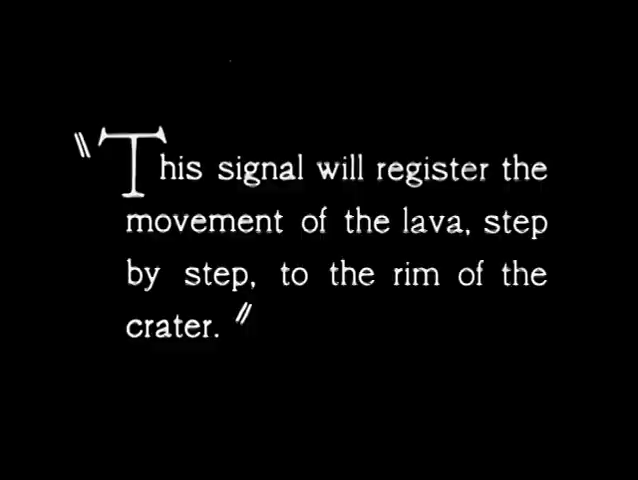 "This signal will register the
movement of the lava, step
by step, to the rim of the
crater."